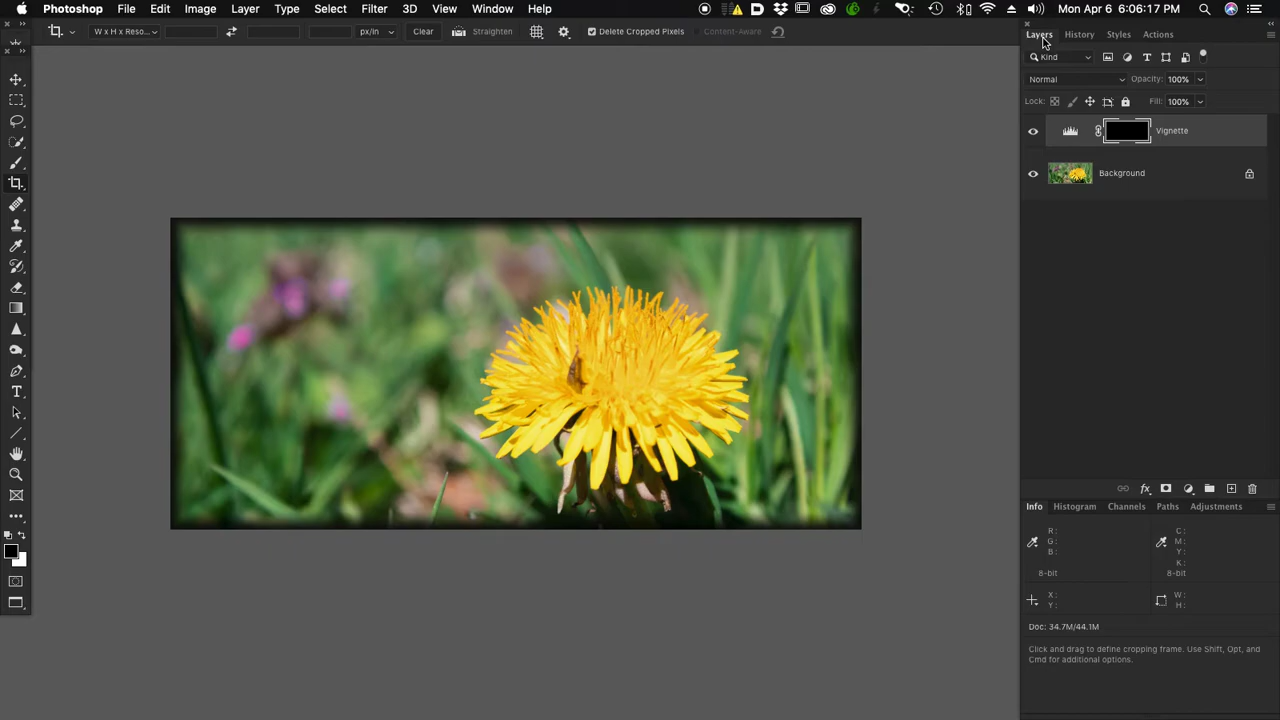 Photoshop File Edit Image Layer Type Select Filter 3D View Window Help Mon Apr 6 6:06:17 PM
W x H x Reso... px/in Clear Straighten Delete Cropped Pixels Content-Aware
Layers History Styles Actions
Kind
Normal Opacity: 100%
Lock: Fill: 100%
Vignette
Background
fx
Info Histogram Channels Paths Adjustments
R: C:
G: M:
B: Y:
K:
8-bit 8-bit
X: W:
Y: H:
Doc: 34.7M/44.1M
Click and drag to define cropping frame. Use Shift, Opt, and
Cmd for additional options.